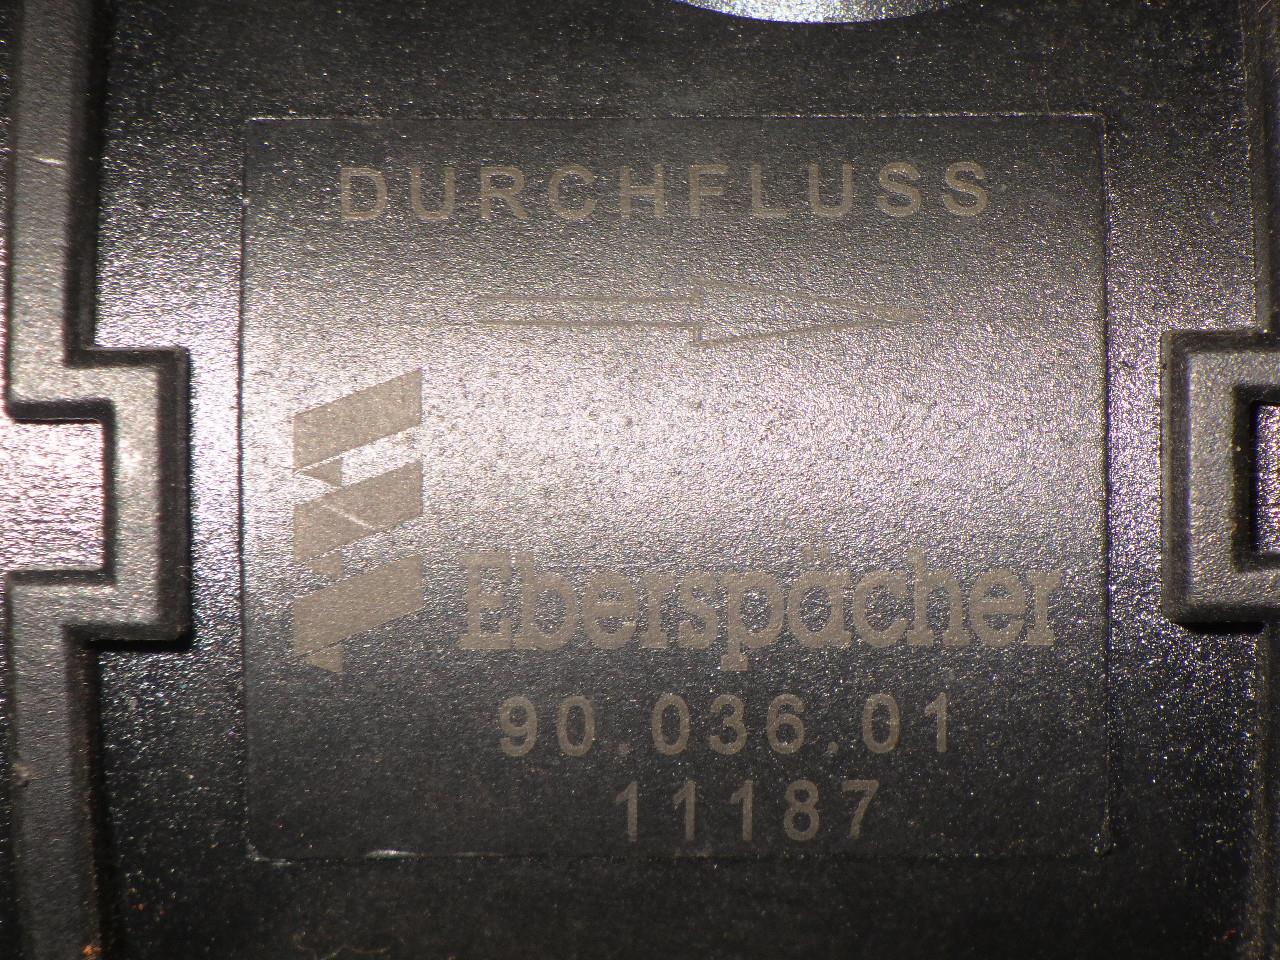 DURCHFLUSS
Eberspächer
90.036.01
11187